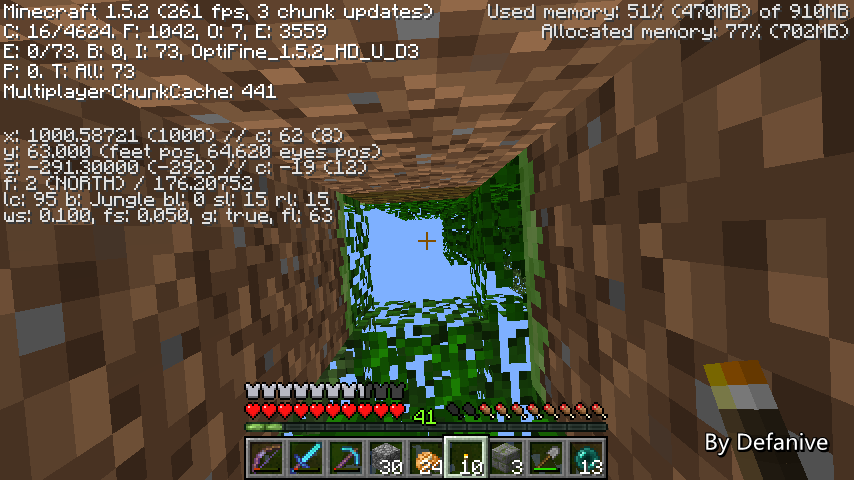 Minecraft 1.5.2 (261 fps, 3 chunk updates)
Used memory: 51% (470MB) of 910MB
C: 16/4624, F: 1042, O: 7, E: 3559
Allocated memory: 77% (702MB)
E: 0/73, B: 0, I: 73, OptiFine_1.5.2_HD_U_D3
P: 0, T: All: 73
MultiplayerChunkCache: 441
x: 1000.58721 (1000) // c: 62 (8)
y: 63.000 (feet pos, 64.620 eyes pos)
z: -291.30000 (-292) // c: -19 (12)
f: 2 (NORTH) / 176.20752
lc: 95 b: Jungle bl: 0 sl: 15 rl: 15
ws: 0.100, fs: 0.050, g: true, fl: 63
41
By Defanive
30 24 10 3 13